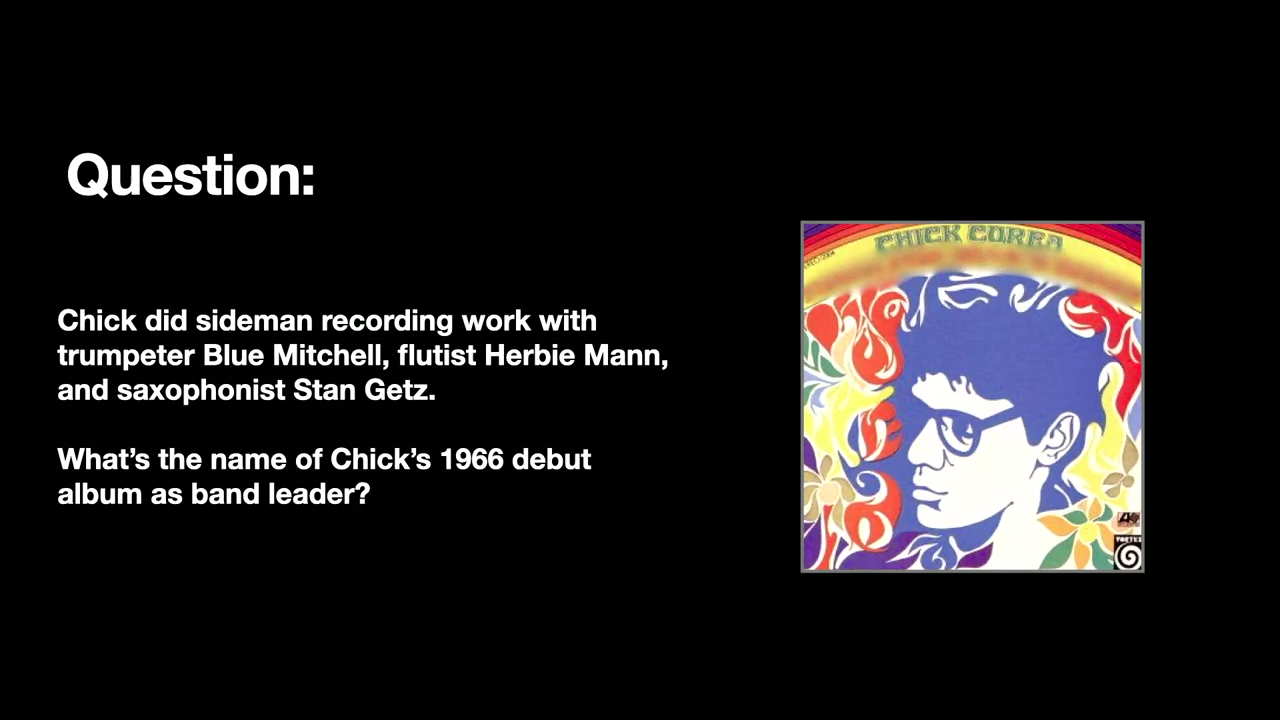 Question:
CHICK COREA
Chick did sideman recording work with
trumpeter Blue Mitchell, flutist Herbie Mann,
and saxophonist Stan Getz.
What’s the name of Chick’s 1966 debut
album as band leader?
VORTEX